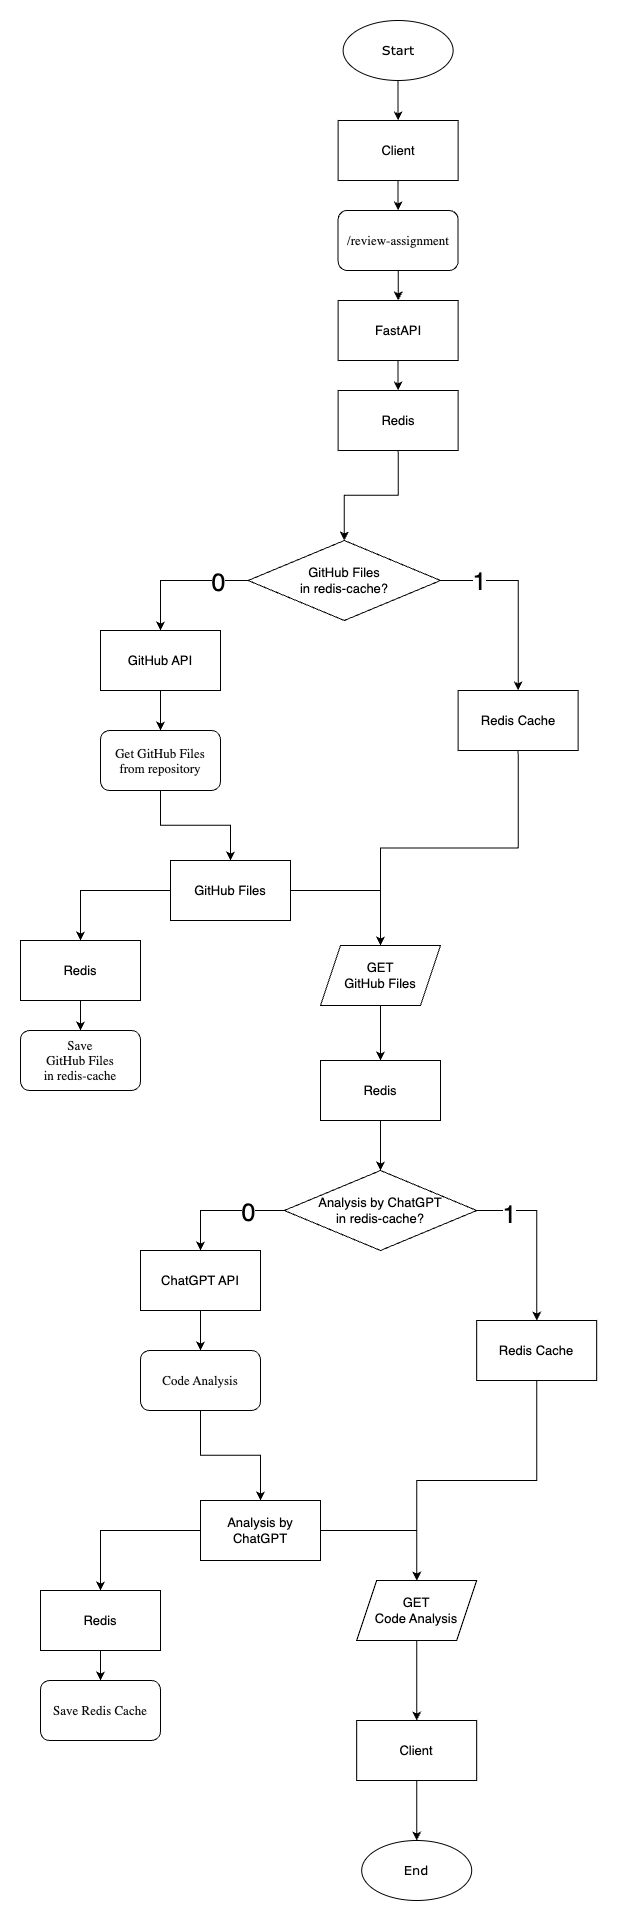 Start
Client
/review-assignment
FastAPI
Redis
GitHub Files
in redis-cache?
0
1
GitHub API
Redis Cache
Get GitHub Files
from repository
GitHub Files
Redis
GET
GitHub Files
Save
GitHub Files
in redis-cache
Redis
Analysis by ChatGPT
in redis-cache?
0
1
ChatGPT API
Redis Cache
Code Analysis
Analysis by
ChatGPT
Redis
GET
Code Analysis
Save Redis Cache
Client
End